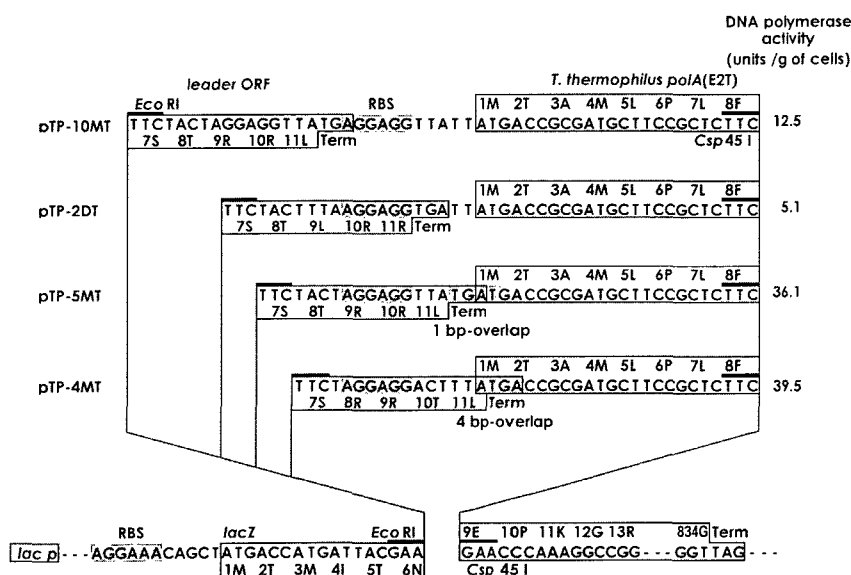 DNA polymerase
activity
(units /g of cells)
leader ORF
T. thermophilus polA(E2T)
Eco RI
RBS
1M 2T 3A 4M 5L 6P 7L 8F
pTP-10MT
TTCTACTAGGAGGTTATGAGGAGGTTATTATGACCGCGATGCTTCCGCTCTTC
12.5
7S 8T 9R 10R 11L Term
Csp 45 I
1M 2T 3A 4M 5L 6P 7L 8F
pTP-2DT
TTCTACTTTAAGGAGGTGATTATGACCGCGATGCTTCCGCTCTTC
5.1
7S 8T 9L 10R 11R Term
1M 2T 3A 4M 5L 6P 7L 8F
pTP-5MT
TTCTACTAGGAGGTTATGATGACCGCGATGCTTCCGCTCTTC
36.1
7S 8T 9R 10R 11L Term
1 bp-overlap
1M 2T 3A 4M 5L 6P 7L 8F
pTP-4MT
TTCTAGGAGGACTTTATGACCGCGATGCTTCCGCTCTTC
39.5
7S 8R 9R 10T 11L Term
4 bp-overlap
RBS
lacZ
Eco RI
9E 10P 11K 12G 13R 834G Term
lac p - - - AGGAAACAGCTATGACCATGATTACGAA
GAACCCAAAGGCCGG - - - GGTTAG - - -
1M 2T 3M 4I 5T 6N
Csp 45 I